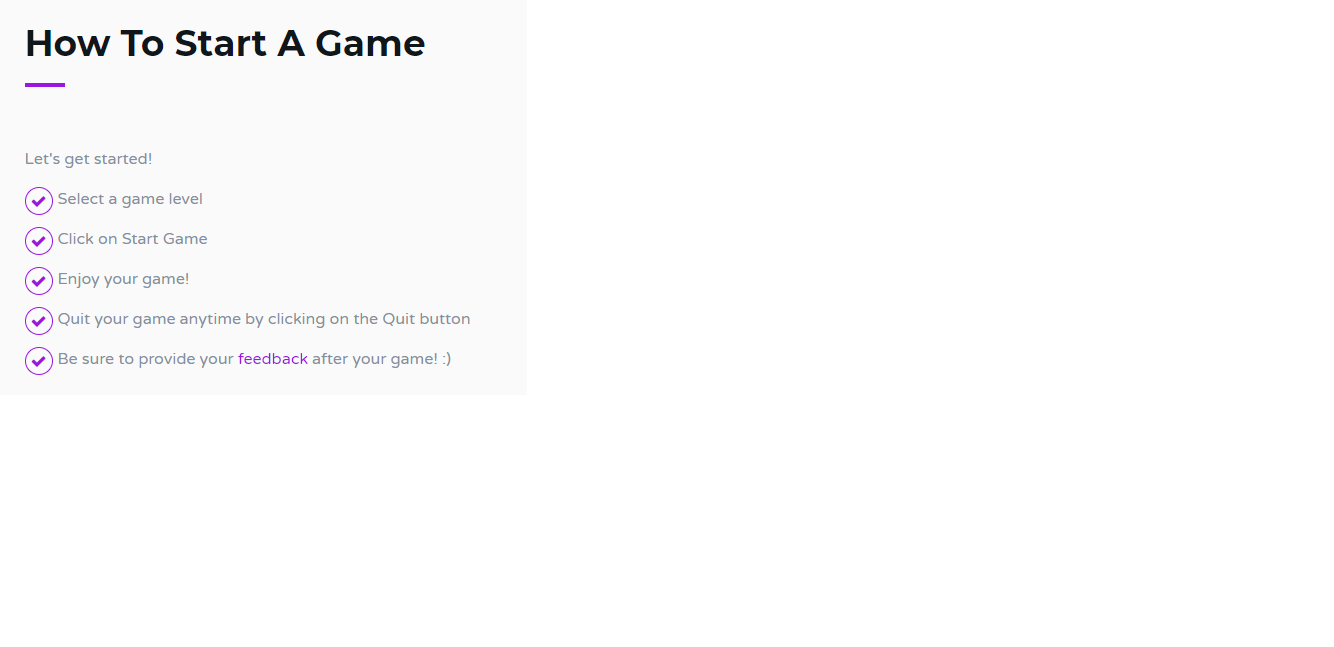 How To Start A Game
Let's get started!
Select a game level
Click on Start Game
Enjoy your game!
Quit your game anytime by clicking on the Quit button
Be sure to provide your feedback after your game! :)